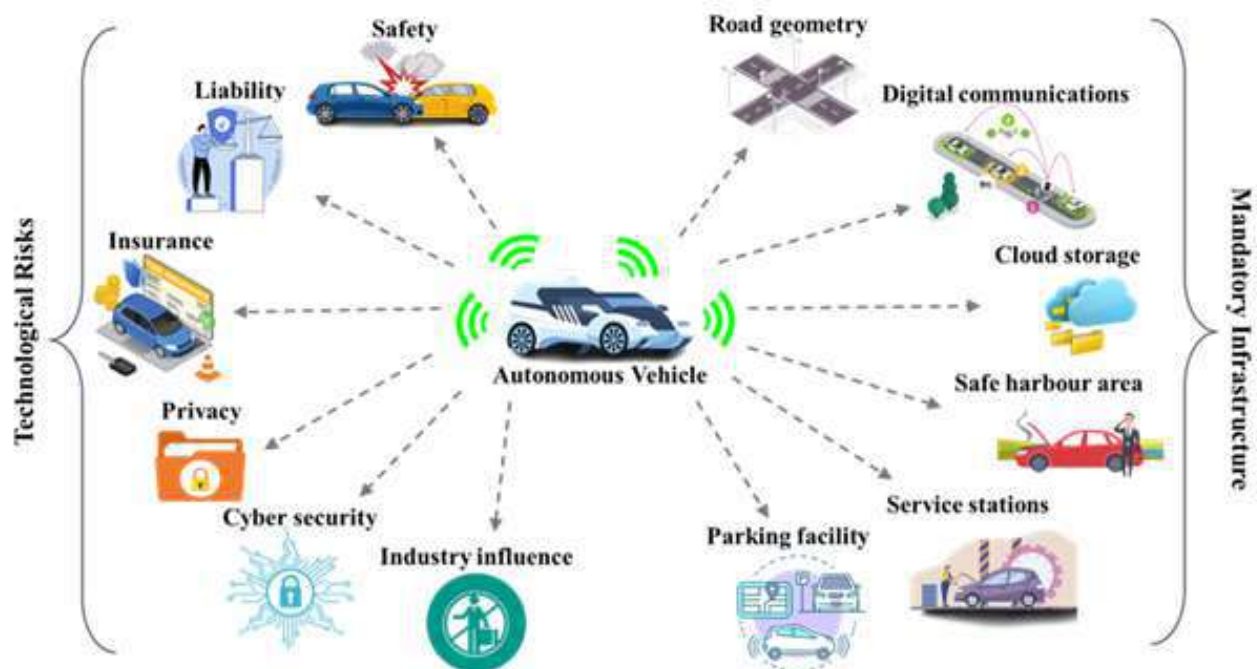 Safety
Road geometry
Liability
Digital communications
Technological Risks
Insurance
Cloud storage
Mandatory Infrastructure
Autonomous Vehicle
Safe harbour area
Privacy
Cyber security
Service stations
Industry influence
Parking facility